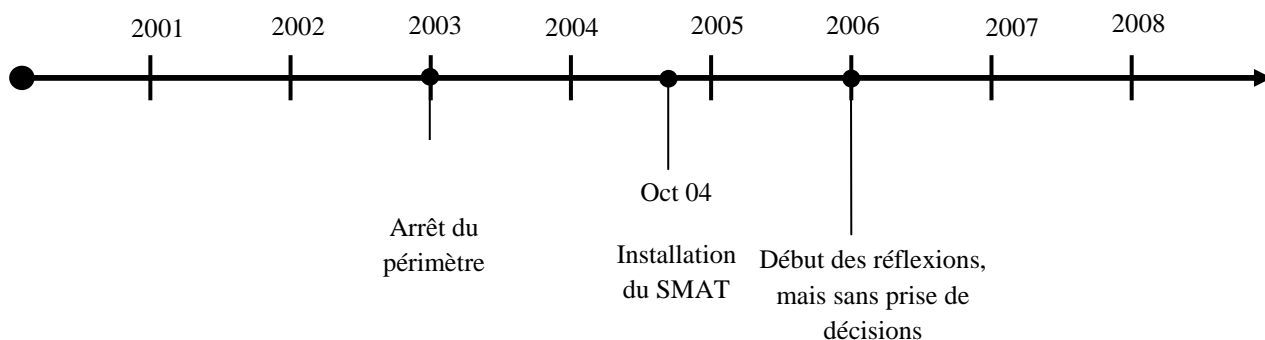 2001
2002
2003
2004
2005
2006
2007
2008
Arrêt du
périmètre
Oct 04
Installation
du SMAT
Début des réflexions,
mais sans prise de
décisions